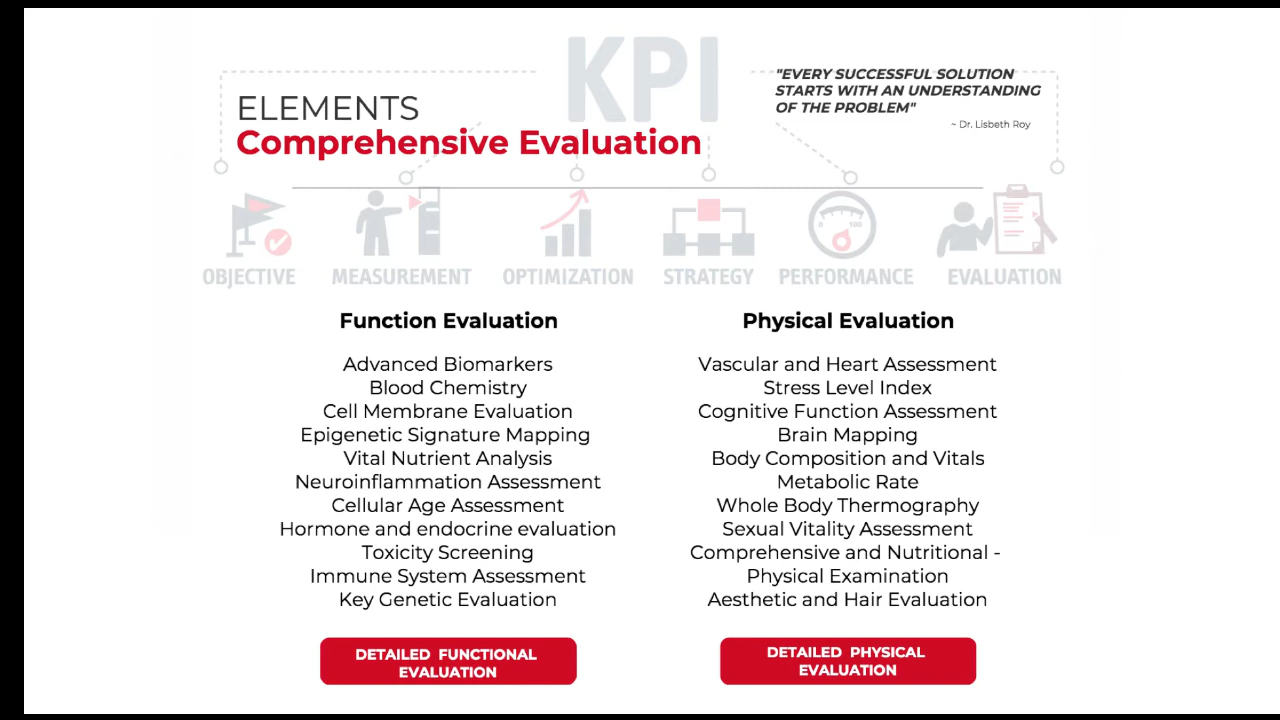 KPI
"EVERY SUCCESSFUL SOLUTION
STARTS WITH AN UNDERSTANDING
OF THE PROBLEM"
~ Dr. Lisbeth Roy
ELEMENTS
Comprehensive Evaluation
0 100
OBJECTIVE MEASUREMENT OPTIMIZATION STRATEGY PERFORMANCE EVALUATION
Function Evaluation
Advanced Biomarkers
Blood Chemistry
Cell Membrane Evaluation
Epigenetic Signature Mapping
Vital Nutrient Analysis
Neuroinflammation Assessment
Cellular Age Assessment
Hormone and endocrine evaluation
Toxicity Screening
Immune System Assessment
Key Genetic Evaluation
DETAILED FUNCTIONAL
EVALUATION
Physical Evaluation
Vascular and Heart Assessment
Stress Level Index
Cognitive Function Assessment
Brain Mapping
Body Composition and Vitals
Metabolic Rate
Whole Body Thermography
Sexual Vitality Assessment
Comprehensive and Nutritional -
Physical Examination
Aesthetic and Hair Evaluation
DETAILED PHYSICAL
EVALUATION